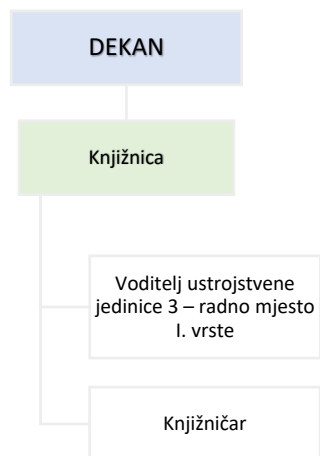 DEKAN
Knjižnica
Voditelj ustrojstvene
jedinice 3 – radno mjesto
I. vrste
Knjižničar